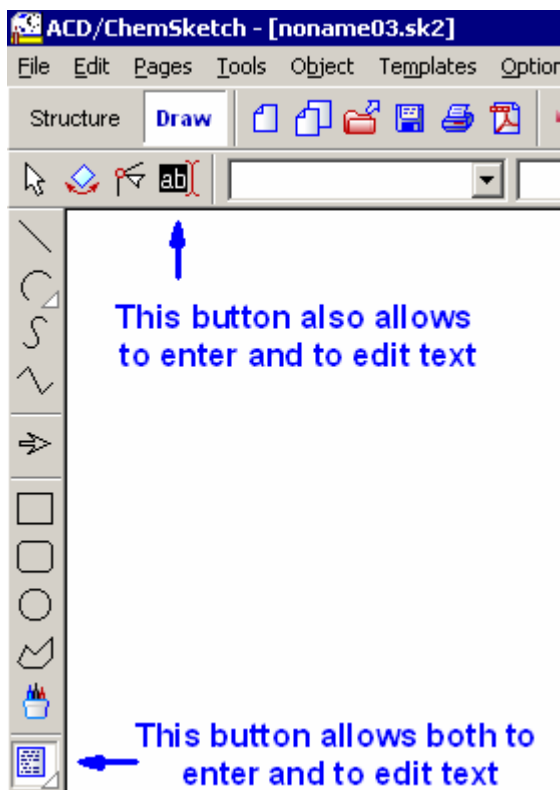 ACD/ChemSketch - [noname03.sk2]
File Edit Pages Tools Object Templates Option
Structure Draw
ab
This button also allows
to enter and to edit text
This button allows both to
enter and to edit text